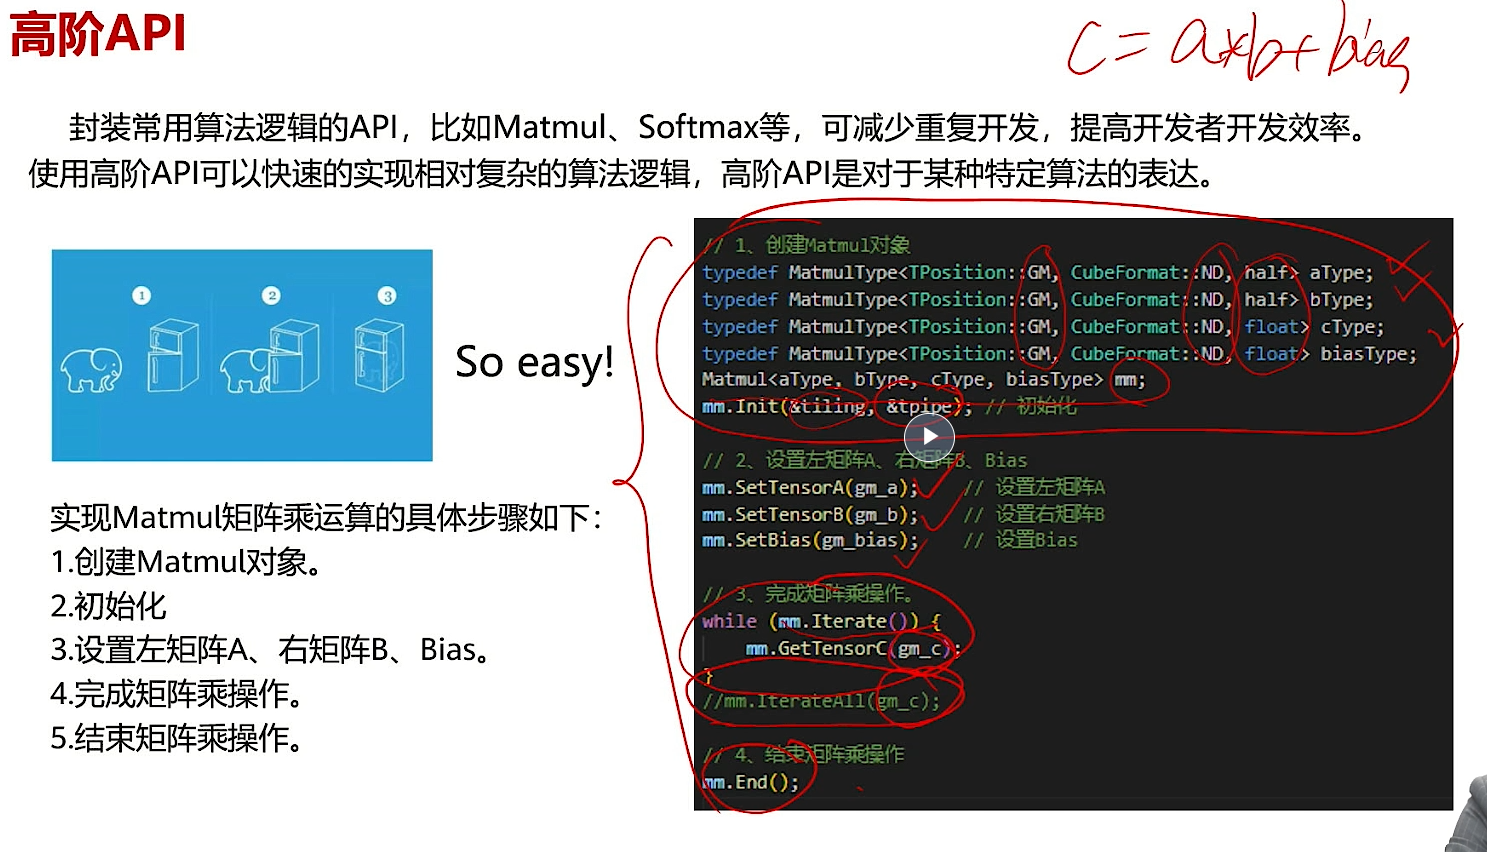 高阶API
C = a*b + bias
封装常用算法逻辑的API，比如Matmul、Softmax等，可减少重复开发，提高开发者开发效率。
使用高阶API可以快速的实现相对复杂的算法逻辑，高阶API是对于某种特定算法的表达。
1 2 3
So easy!
实现Matmul矩阵乘运算的具体步骤如下：
1.创建Matmul对象。
2.初始化
3.设置左矩阵A、右矩阵B、Bias。
4.完成矩阵乘操作。
5.结束矩阵乘操作。
// 1、创建Matmul对象
typedef MatmulType<TPosition::GM, CubeFormat::ND, half> aType;
typedef MatmulType<TPosition::GM, CubeFormat::ND, half> bType;
typedef MatmulType<TPosition::GM, CubeFormat::ND, float> cType;
typedef MatmulType<TPosition::GM, CubeFormat::ND, float> biasType;
Matmul<aType, bType, cType, biasType> mm;
mm.Init(&tiling, &tpipe); // 初始化
// 2、设置左矩阵A、右矩阵B、Bias
mm.SetTensorA(gm_a); // 设置左矩阵A
mm.SetTensorB(gm_b); // 设置右矩阵B
mm.SetBias(gm_bias); // 设置Bias
// 3、完成矩阵乘操作。
while (mm.Iterate()) {
mm.GetTensorC(gm_c);
}
//mm.IterateAll(gm_c);
// 4、结束矩阵乘操作
mm.End();